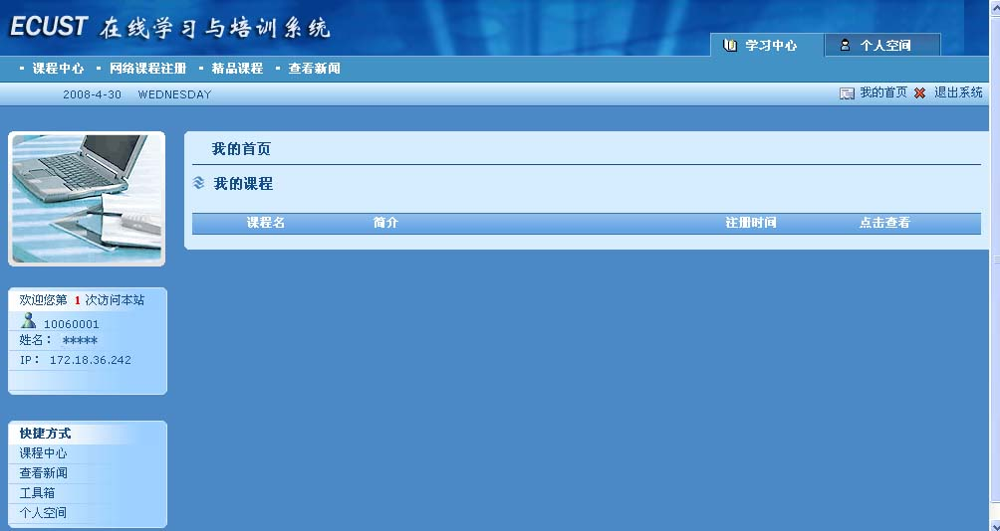 ECUST 在线学习与培训系统
学习中心 个人空间
课程中心 网络课程注册 精品课程 查看新闻
2008-4-30 WEDNESDAY 我的首页 退出系统
我的首页
我的课程
课程名 简介 注册时间 点击查看
欢迎您第 1 次访问本站
10060001
姓名： *****
IP： 172.18.36.242
快捷方式
课程中心
查看新闻
工具箱
个人空间